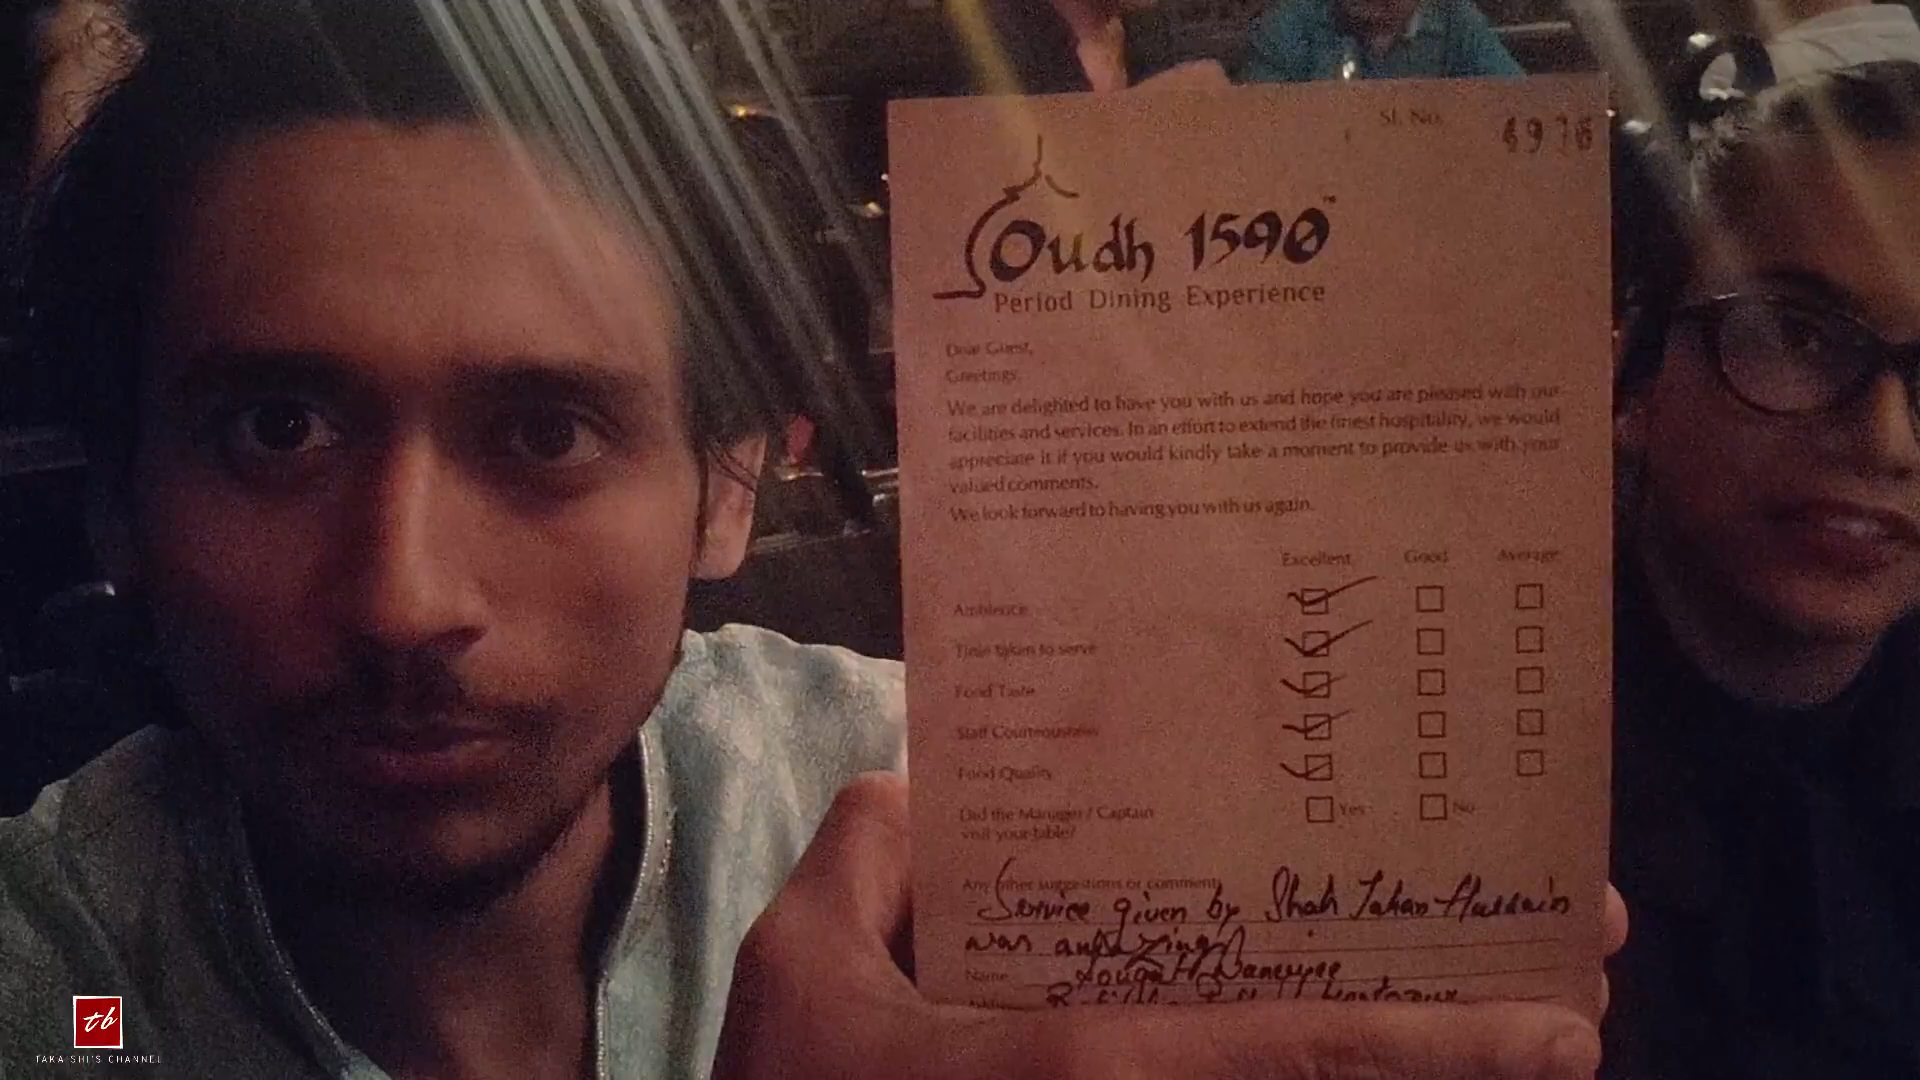 Sl. No.
Oudh 1590™
Period Dining Experience
Dear Guest,
Greetings,
We are delighted to have you with us and hope you are pleased with our
facilities and services. In an effort to extend the finest hospitality, we would
appreciate it if you would kindly take a moment to provide us with your
valued comments.
We look forward to having you with us again.
Excellent Good Average
Ambience
Time taken to serve
Food Taste
Staff Courteousness
Food Quality
Did the Manager / Captain Yes No
visit your table?
Any other suggestions or comments
Service given by Shah Jahan Hussain
was amazing
Name
tb
TAKA SHI'S CHANNEL